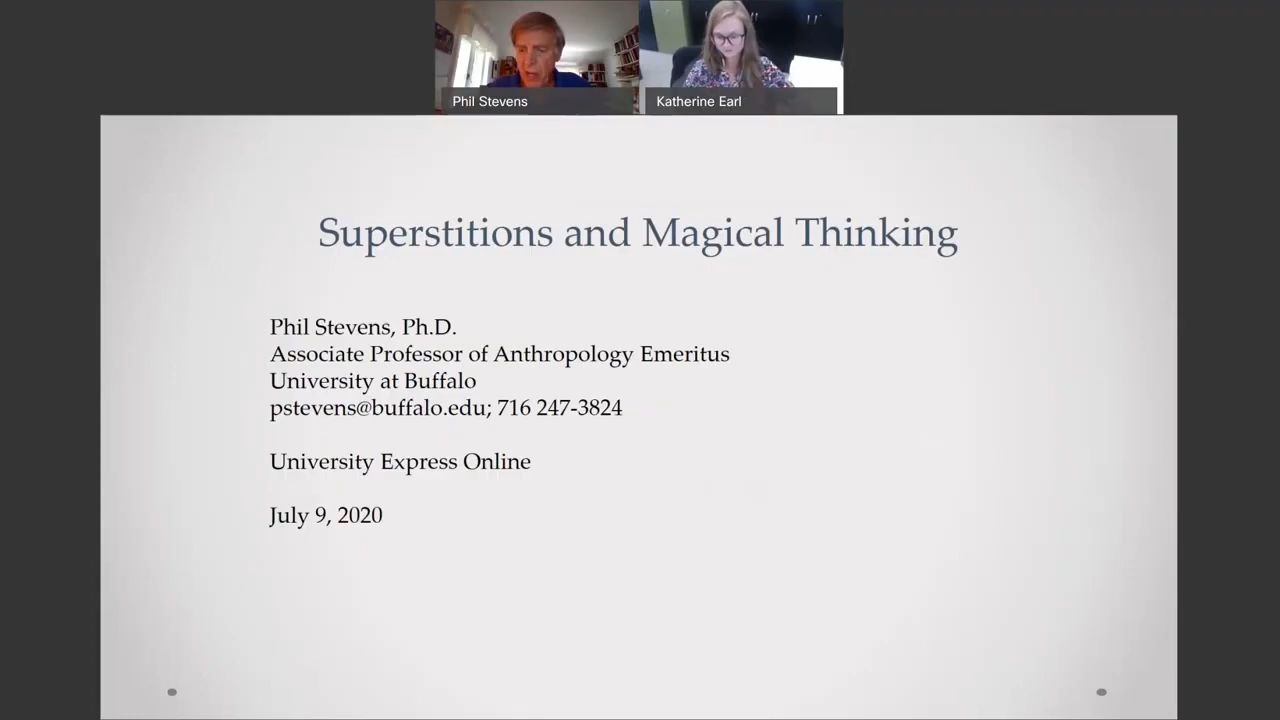 Phil Stevens
Katherine Earl
Superstitions and Magical Thinking
Phil Stevens, Ph.D.
Associate Professor of Anthropology Emeritus
University at Buffalo
pstevens@buffalo.edu; 716 247-3824
University Express Online
July 9, 2020